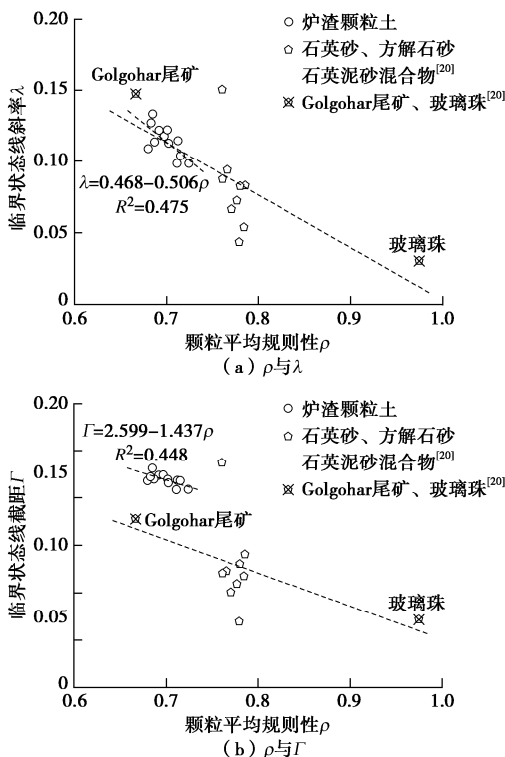 0.20
0.15
0.10
0.05
0
临界状态线斜率λ
Golgohar尾矿
λ=0.468−0.506ρ
R²=0.475
○ 炉渣颗粒土
石英砂、方解石砂
石英泥砂混合物[20]
Golgohar尾矿、玻璃珠[20]
玻璃珠
0.6 0.7 0.8 0.9 1.0
颗粒平均规则性ρ
（a）ρ与λ
0.20
0.15
0.10
0.05
0
临界状态线截距Γ
Γ=2.599−1.437ρ
R²=0.448
Golgohar尾矿
○ 炉渣颗粒土
石英砂、方解石砂
石英泥砂混合物[20]
Golgohar尾矿、玻璃珠[20]
玻璃珠
0.6 0.7 0.8 0.9 1.0
颗粒平均规则性ρ
（b）ρ与Γ